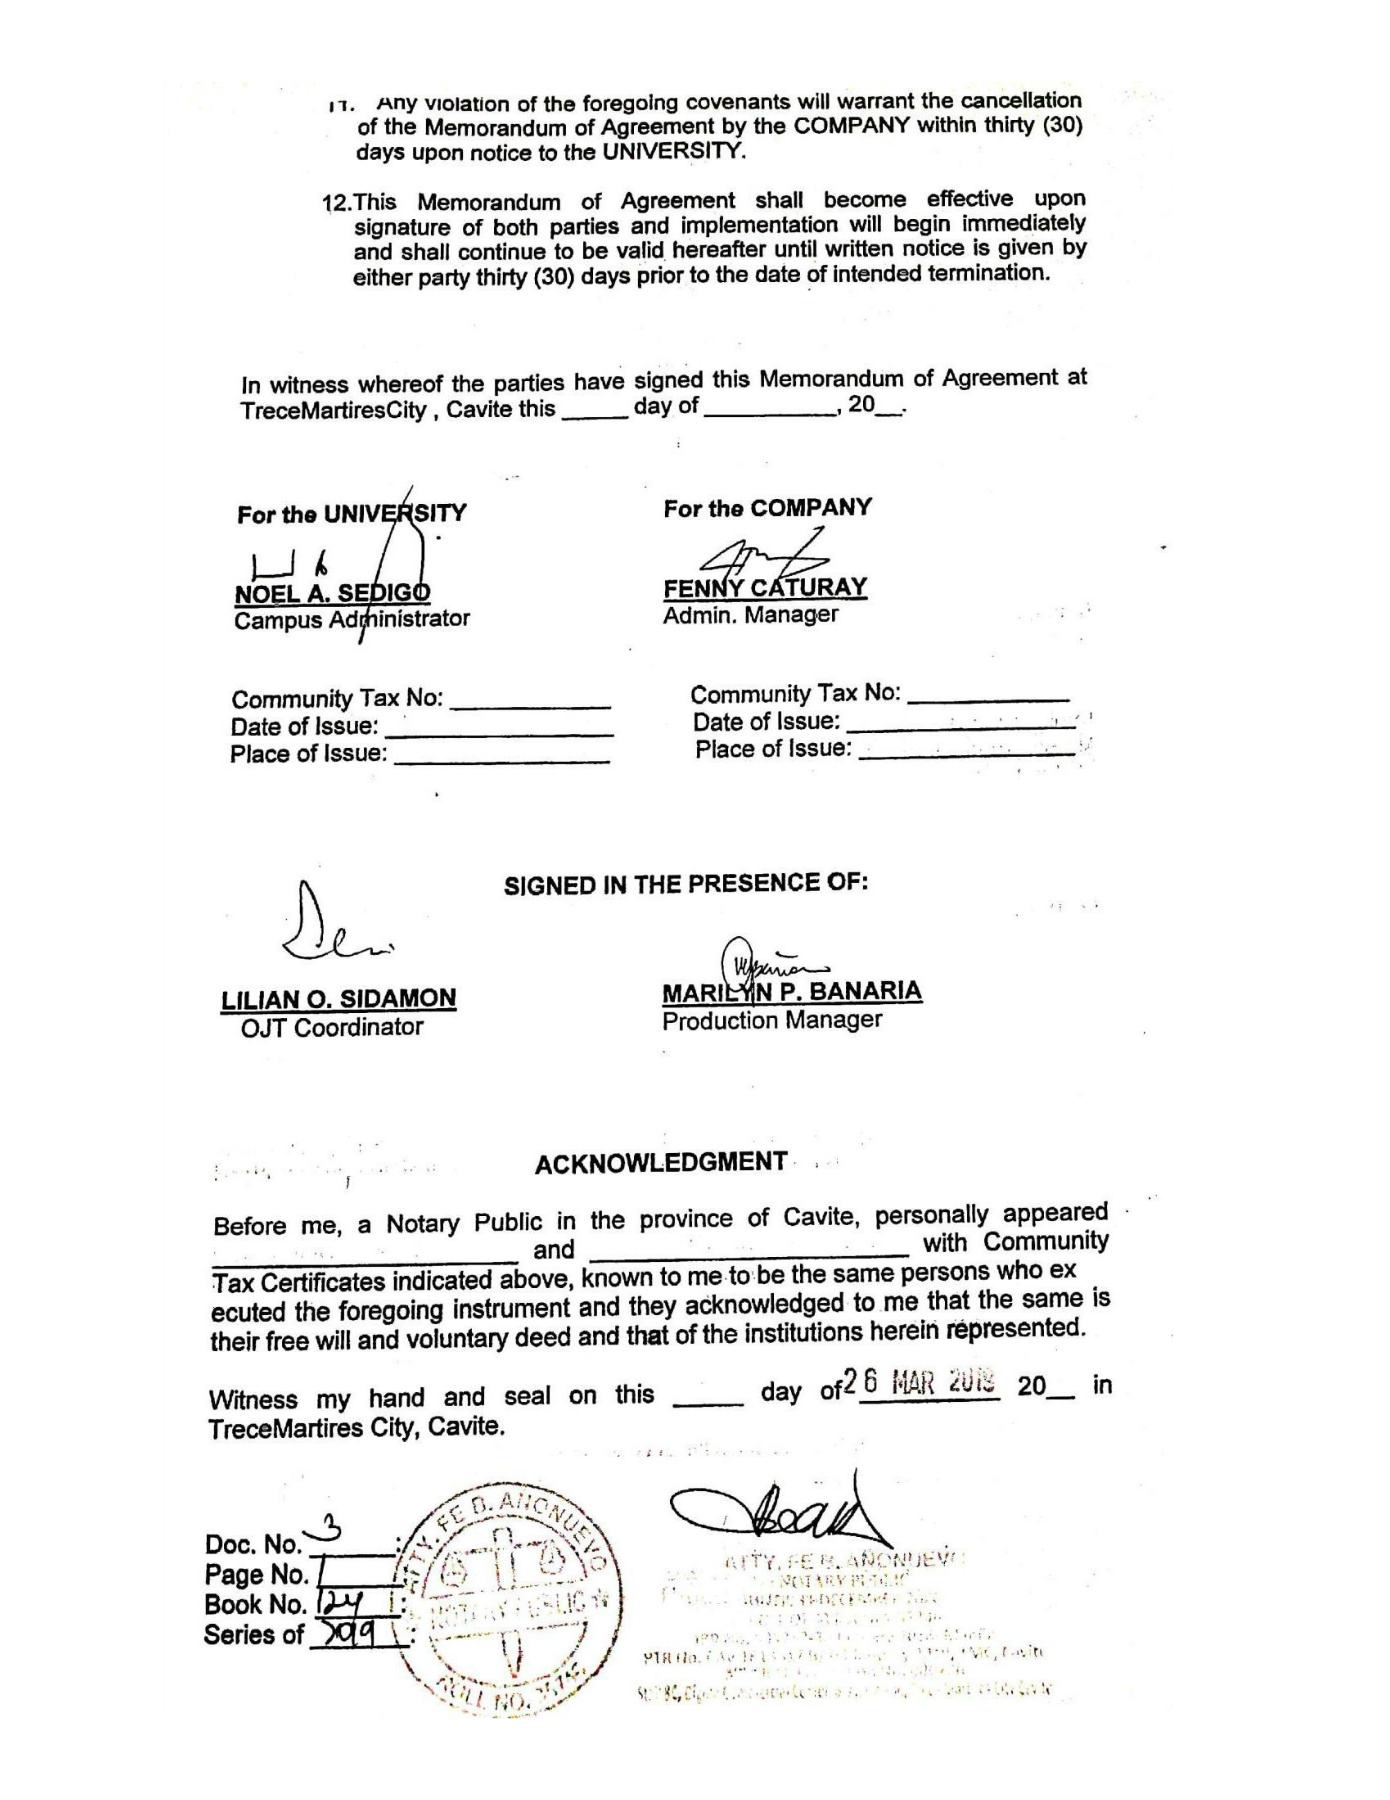 11. Any violation of the foregoing covenants will warrant the cancellation
of the Memorandum of Agreement by the COMPANY within thirty (30)
days upon notice to the UNIVERSITY.
12.This Memorandum of Agreement shall become effective upon
signature of both parties and implementation will begin immediately
and shall continue to be valid hereafter until written notice is given by
either party thirty (30) days prior to the date of intended termination.
In witness whereof the parties have signed this Memorandum of Agreement at
TreceMartiresCity , Cavite this _____ day of __________, 20__.
For the UNIVERSITY
NOEL A. SEDIGO
Campus Administrator
For the COMPANY
FENNY CATURAY
Admin. Manager
Community Tax No: ____________
Date of Issue: ____________
Place of Issue: ____________
Community Tax No: ____________
Date of Issue: ____________
Place of Issue: ____________
SIGNED IN THE PRESENCE OF:
LILIAN O. SIDAMON
OJT Coordinator
MARILYN P. BANARIA
Production Manager
ACKNOWLEDGMENT
Before me, a Notary Public in the province of Cavite, personally appeared
____________ and ____________ with Community
Tax Certificates indicated above, known to me to be the same persons who ex
ecuted the foregoing instrument and they acknowledged to me that the same is
their free will and voluntary deed and that of the institutions herein represented.
Witness my hand and seal on this _____ day of 26 MAR 2019 20__ in
TreceMartires City, Cavite.
Doc. No. 3 :
Page No. 1
Book No. 124 :
Series of 2019 :
ATTY. FE B. AÑONUEVO
NOTARY PUBLIC
ROLL NO.
ATTY. FE B. AÑONUEVO
NOTARY PUBLIC